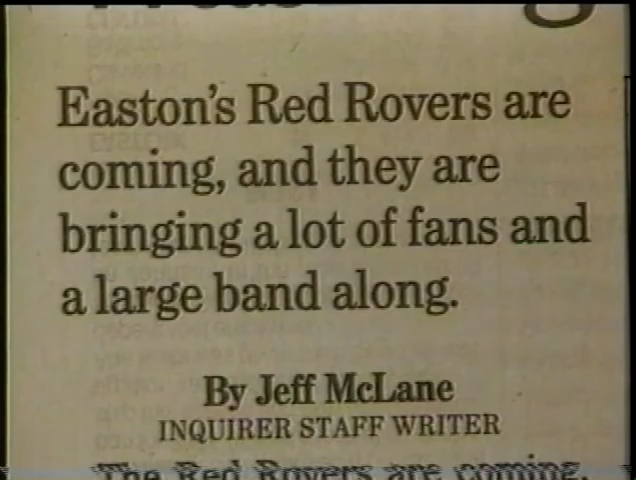 Easton's Red Rovers are
coming, and they are
bringing a lot of fans and
a large band along.
By Jeff McLane
INQUIRER STAFF WRITER
The Red Rovers are coming.